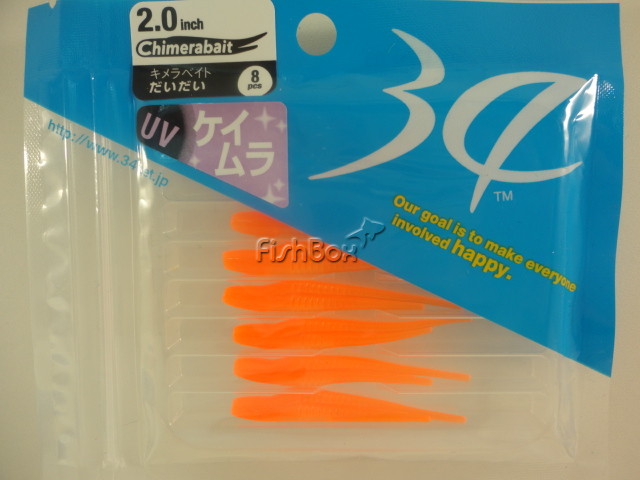 2.0 inch
Chimerabait
キメラベイト
だいだい
8
pcs
UV
ケイ
ムラ
34
TM
http://www.34net.jp
Our goal is to make everyone
involved happy.
FishBox